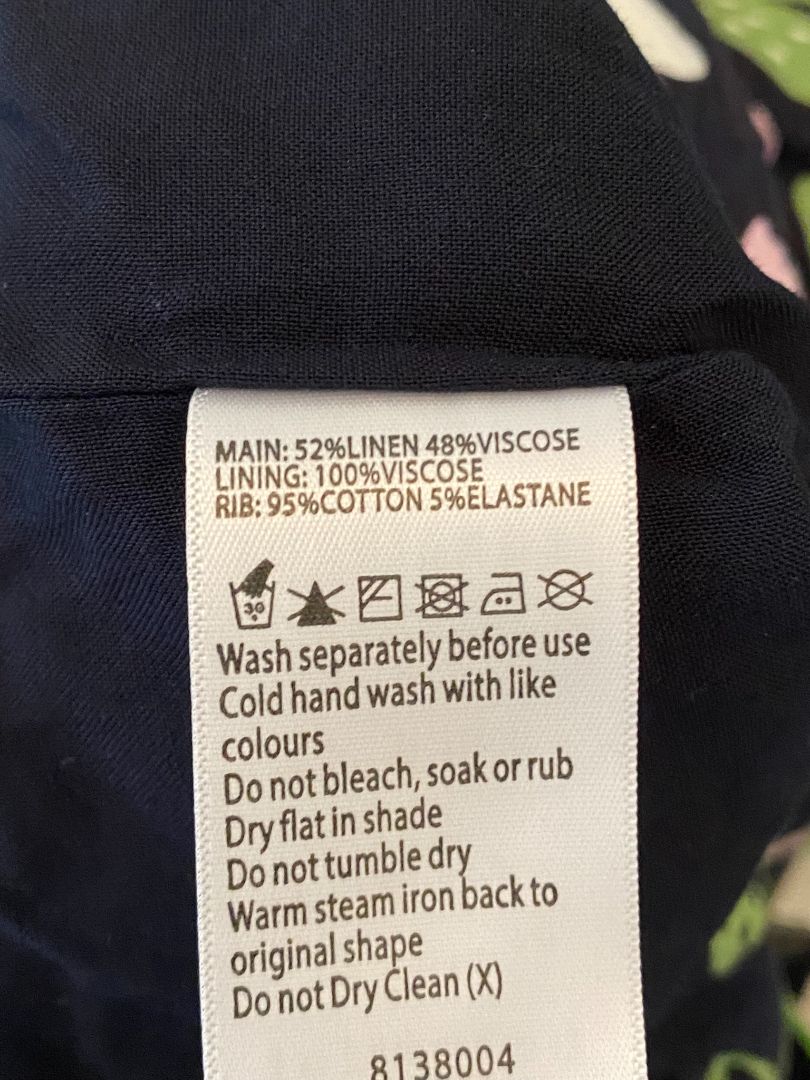 MAIN: 52%LINEN 48%VISCOSE
LINING: 100%VISCOSE
RIB: 95%COTTON 5%ELASTANE
30
Wash separately before use
Cold hand wash with like
colours
Do not bleach, soak or rub
Dry flat in shade
Do not tumble dry
Warm steam iron back to
original shape
Do not Dry Clean (X)
8138004